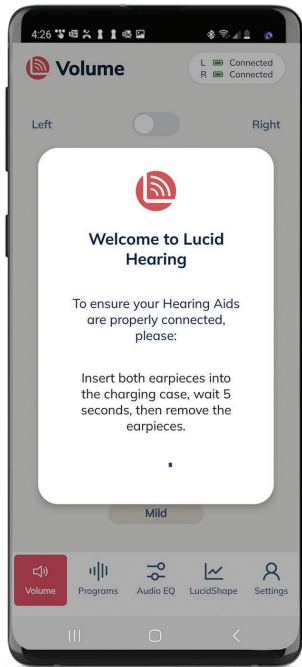 4:26
Volume
L Connected
R Connected
Left Right
Welcome to Lucid
Hearing
To ensure your Hearing Aids
are properly connected,
please:
Insert both earpieces into
the charging case, wait 5
seconds, then remove the
earpieces.
Mild
Volume Programs Audio EQ LucidShape Settings